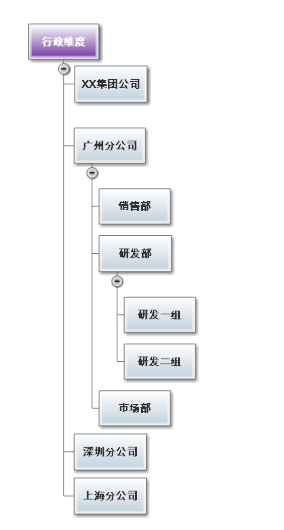 行政维度
XX集团公司
广州分公司
销售部
研发部
研发一组
研发二组
市场部
深圳分公司
上海分公司